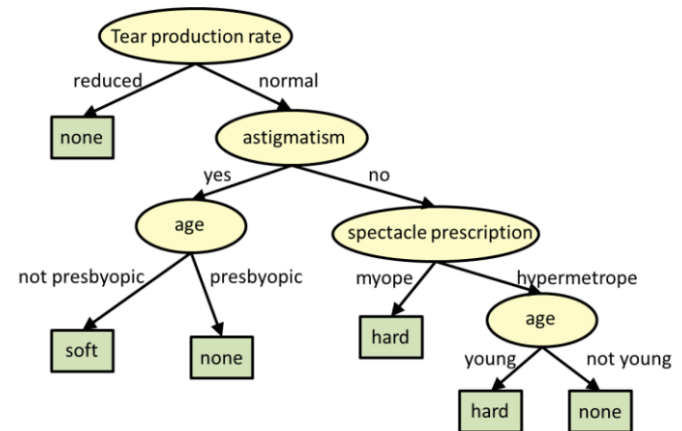 Tear production rate
reduced
normal
none
astigmatism
yes
no
age
spectacle prescription
not presbyopic
presbyopic
myope
hypermetrope
soft
none
hard
age
young
not young
hard
none